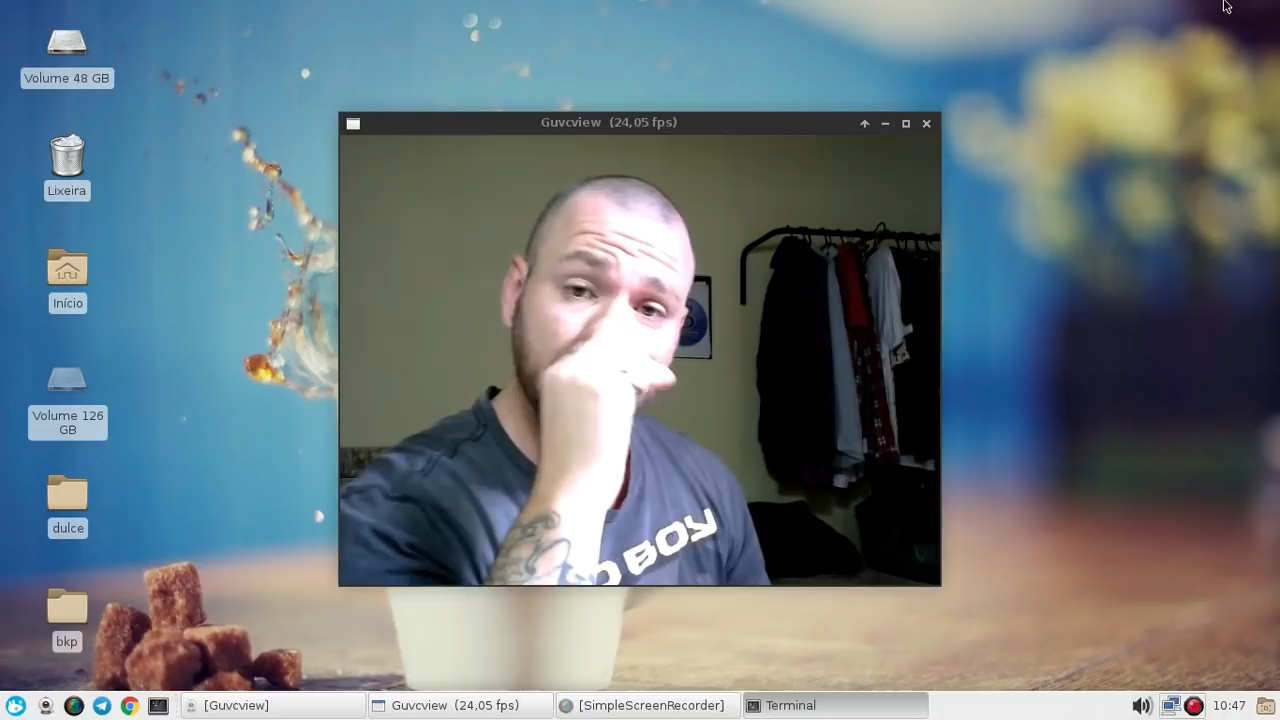 Volume 48 GB
Lixeira
Início
Volume 126
GB
dulce
bkp
Guvcview (24,05 fps)
BOY
[Guvcview]
Guvcview (24,05 fps)
[SimpleScreenRecorder]
Terminal
10:47